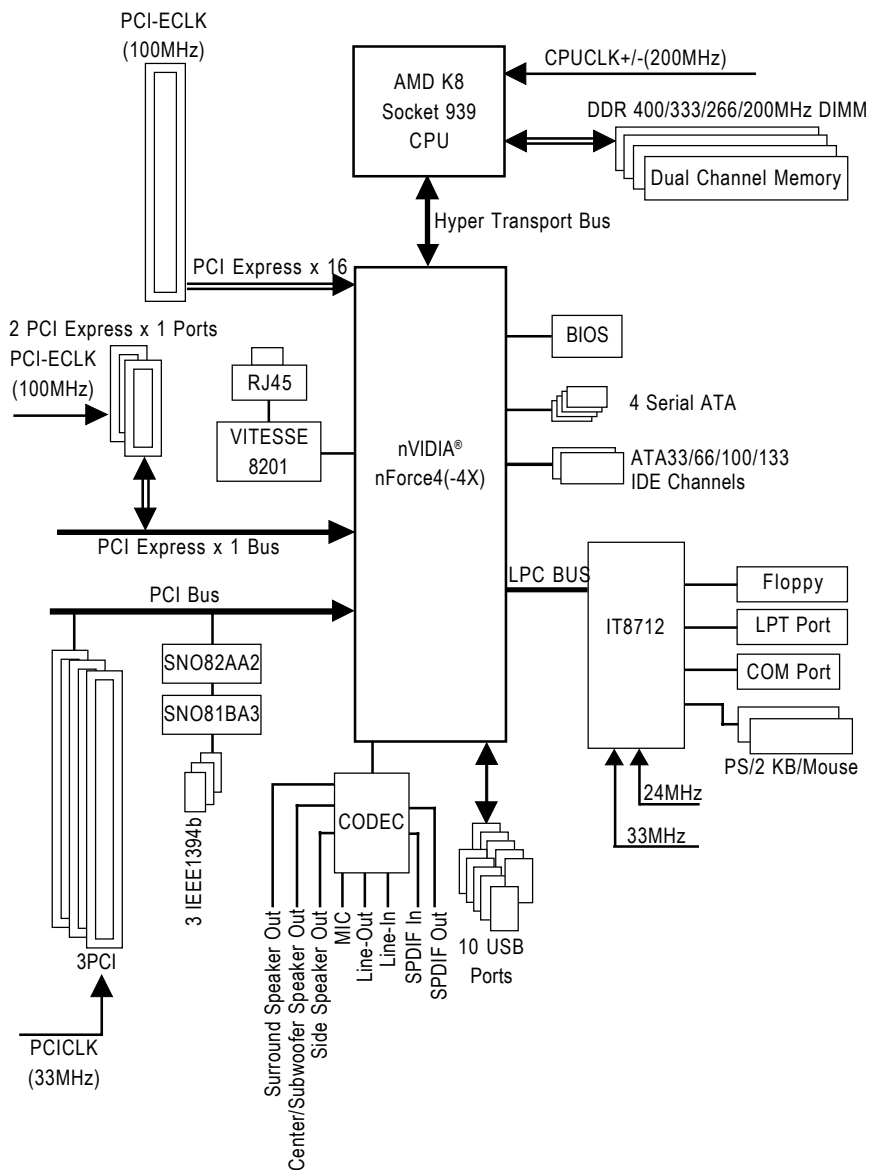 PCI-ECLK
(100MHz)
AMD K8
Socket 939
CPU
CPUCLK+/-(200MHz)
DDR 400/333/266/200MHz DIMM
Dual Channel Memory
Hyper Transport Bus
PCI Express x 16
2 PCI Express x 1 Ports
PCI-ECLK
(100MHz)
RJ45
VITESSE
8201
nVIDIA®
nForce4(-4X)
BIOS
4 Serial ATA
ATA33/66/100/133
IDE Channels
PCI Express x 1 Bus
PCI Bus
LPC BUS
IT8712
Floppy
LPT Port
COM Port
PS/2 KB/Mouse
24MHz
33MHz
SNO82AA2
SNO81BA3
3 IEEE1394b
CODEC
Surround Speaker Out
Center/Subwoofer Speaker Out
Side Speaker Out
MIC
Line-Out
Line-In
SPDIF In
SPDIF Out
10 USB
Ports
3PCI
PCICLK
(33MHz)